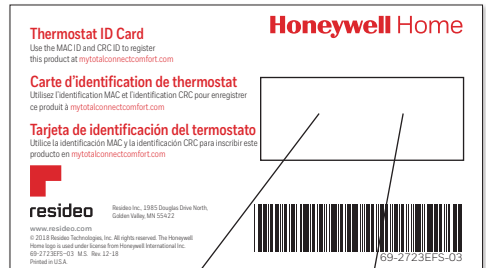 Thermostat ID Card
Use the MAC ID and CRC ID to register
this product at mytotalconnectcomfort.com
Honeywell Home
Carte d'identification de thermostat
Utilisez l'identification MAC et l'identification CRC pour enregistrer
ce produit à mytotalconnectcomfort.com
Tarjeta de identificación del termostato
Utilice la identificación MAC y la identificación CRC para inscribir este
producto en mytotalconnectcomfort.com
resideo
Resideo Inc., 1985 Douglas Drive North,
Golden Valley, MN 55422
www.resideo.com
© 2018 Resideo Technologies, Inc. All rights reserved. The Honeywell
Home logo is used under license from Honeywell International Inc.
69-2723EFS-03 M.S. Rev. 12-18
Printed in U.S.A.
69-2723EFS-03